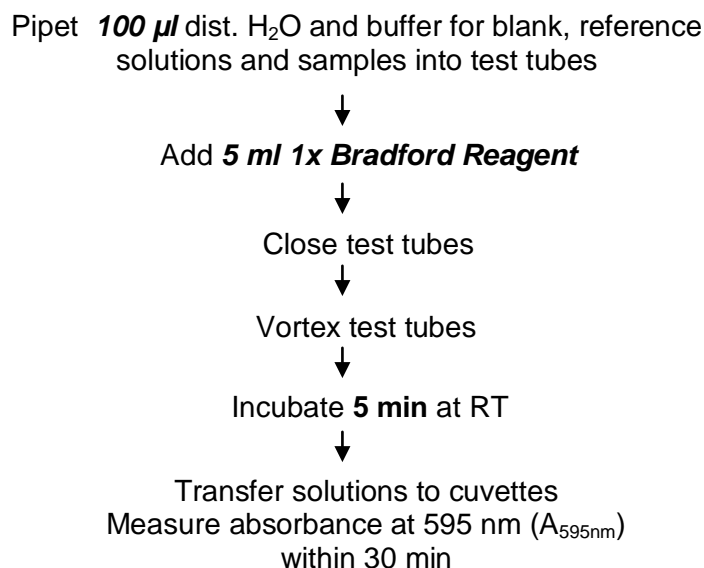 Pipet 100 µl dist. H₂O and buffer for blank, reference
solutions and samples into test tubes
Add 5 ml 1x Bradford Reagent
Close test tubes
Vortex test tubes
Incubate 5 min at RT
Transfer solutions to cuvettes
Measure absorbance at 595 nm (A₅₉₅ₙₘ)
within 30 min